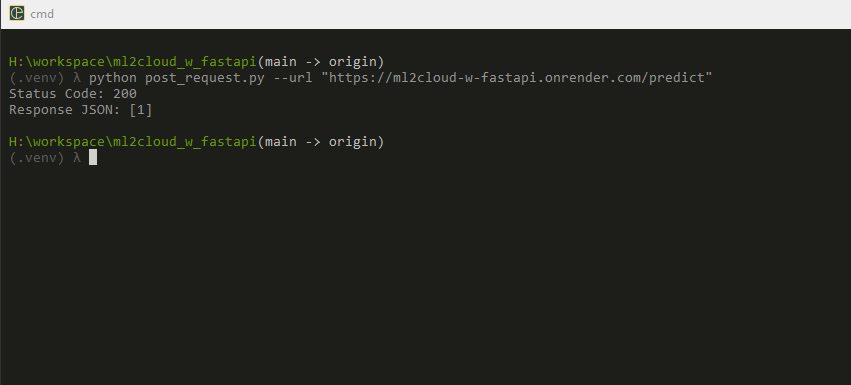 cmd
H:\workspace\ml2cloud_w_fastapi(main -> origin)
(.venv) λ python post_request.py --url "https://ml2cloud-w-fastapi.onrender.com/predict"
Status Code: 200
Response JSON: [1]
H:\workspace\ml2cloud_w_fastapi(main -> origin)
(.venv) λ